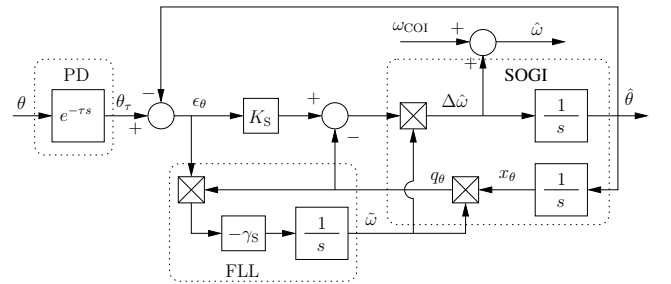 ω_COI + ω̂
+
PD SOGI
θ e^{−τs} θ_τ − + ϵ_θ K_S + − Δω̂ 1/s θ̂
q_θ x_θ 1/s
−γ_S 1/s ω̃
FLL